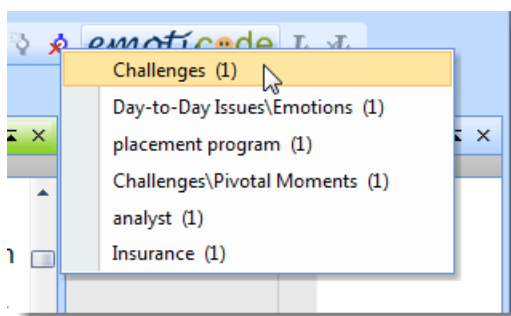 emoticode
Challenges (1)
Day-to-Day Issues\Emotions (1)
placement program (1)
Challenges\Pivotal Moments (1)
analyst (1)
Insurance (1)